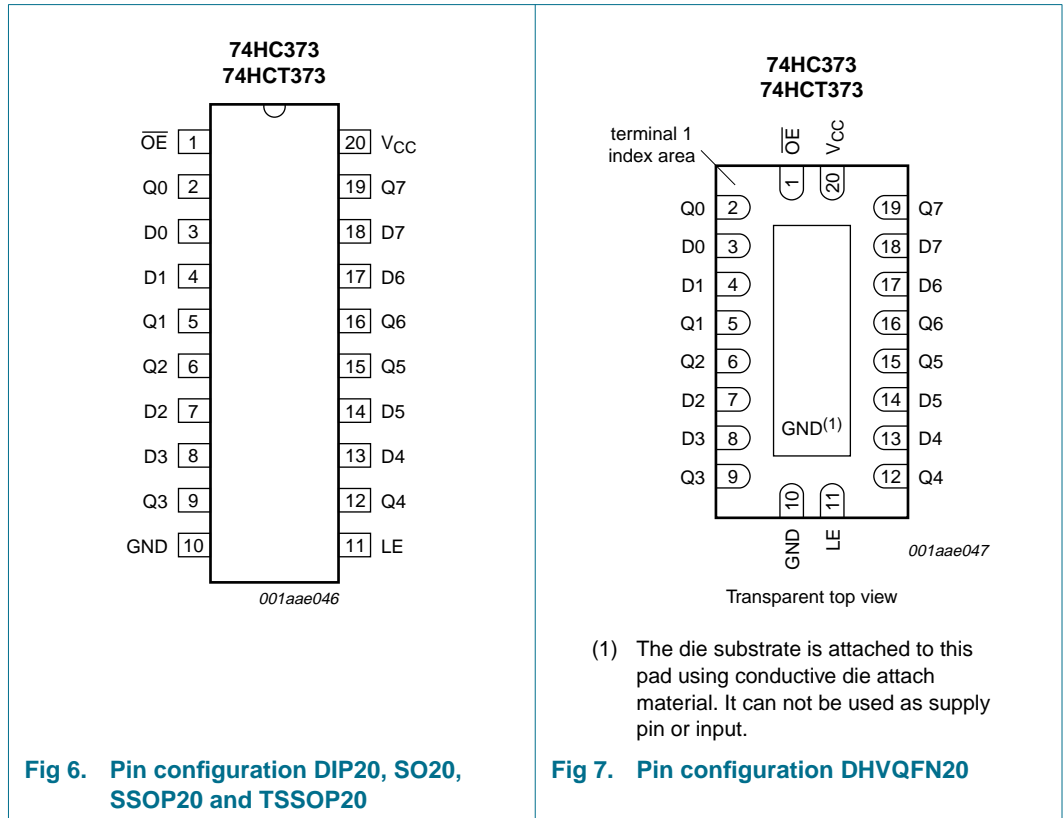 74HC373
74HCT373
OE 1 20 VCC
Q0 2 19 Q7
D0 3 18 D7
D1 4 17 D6
Q1 5 16 Q6
Q2 6 15 Q5
D2 7 14 D5
D3 8 13 D4
Q3 9 12 Q4
GND 10 11 LE
001aae046
Fig 6. Pin configuration DIP20, SO20,
SSOP20 and TSSOP20
74HC373
74HCT373
terminal 1
index area
OE VCC
1 20
Q0 2 19 Q7
D0 3 18 D7
D1 4 17 D6
Q1 5 16 Q6
Q2 6 15 Q5
D2 7 14 D5
D3 8 GND(1) 13 D4
Q3 9 12 Q4
10 11
GND LE
001aae047
Transparent top view
(1) The die substrate is attached to this
pad using conductive die attach
material. It can not be used as supply
pin or input.
Fig 7. Pin configuration DHVQFN20